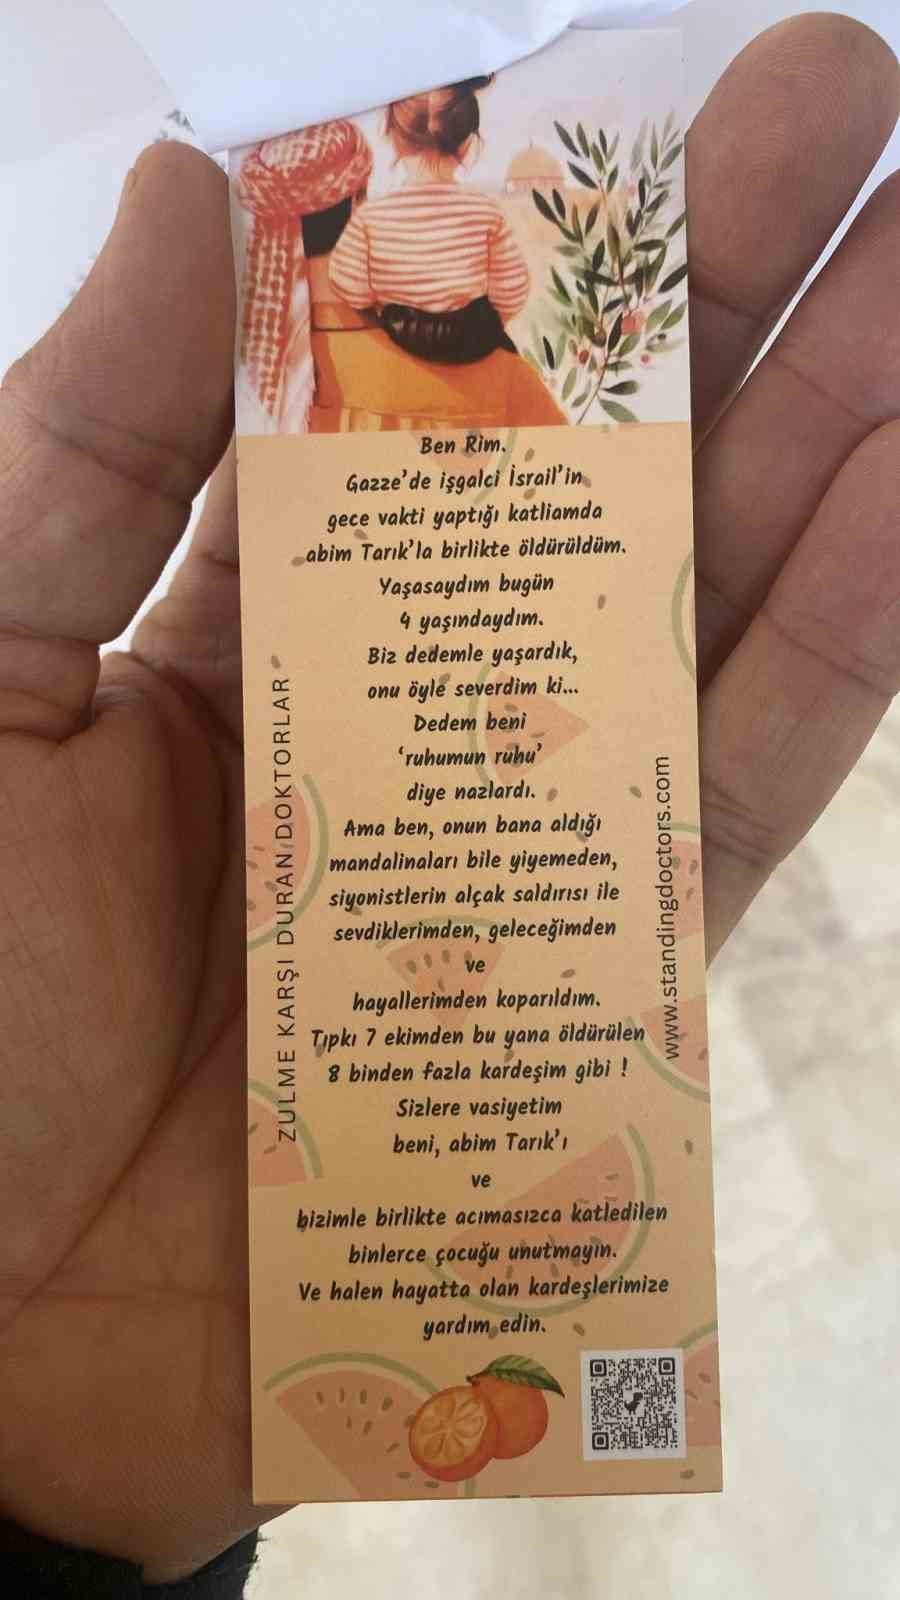 Ben Rim.
Gazze'de işgalci İsrail'in
gece vakti yaptığı katliamda
abim Tarık'la birlikte öldürüldüm.
Yaşasaydım bugün
4 yaşındaydım.
Biz dedemle yaşardık,
onu öyle severdim ki...
Dedem beni
'ruhumun ruhu'
diye nazlardı.
Ama ben, onun bana aldığı
mandalinaları bile yiyemeden,
siyonistlerin alçak saldırısı ile
sevdiklerimden, geleceğimden
ve
hayallerimden koparıldım.
Tıpkı 7 ekimden bu yana öldürülen
8 binden fazla kardeşim gibi !
Sizlere vasiyetim
beni, abim Tarık'ı
ve
bizimle birlikte acımasızca katledilen
binlerce çocuğu unutmayın.
Ve halen hayatta olan kardeşlerimize
yardım edin.
ZULME KARŞI DURAN DOKTORLAR
www.standingdoctors.com